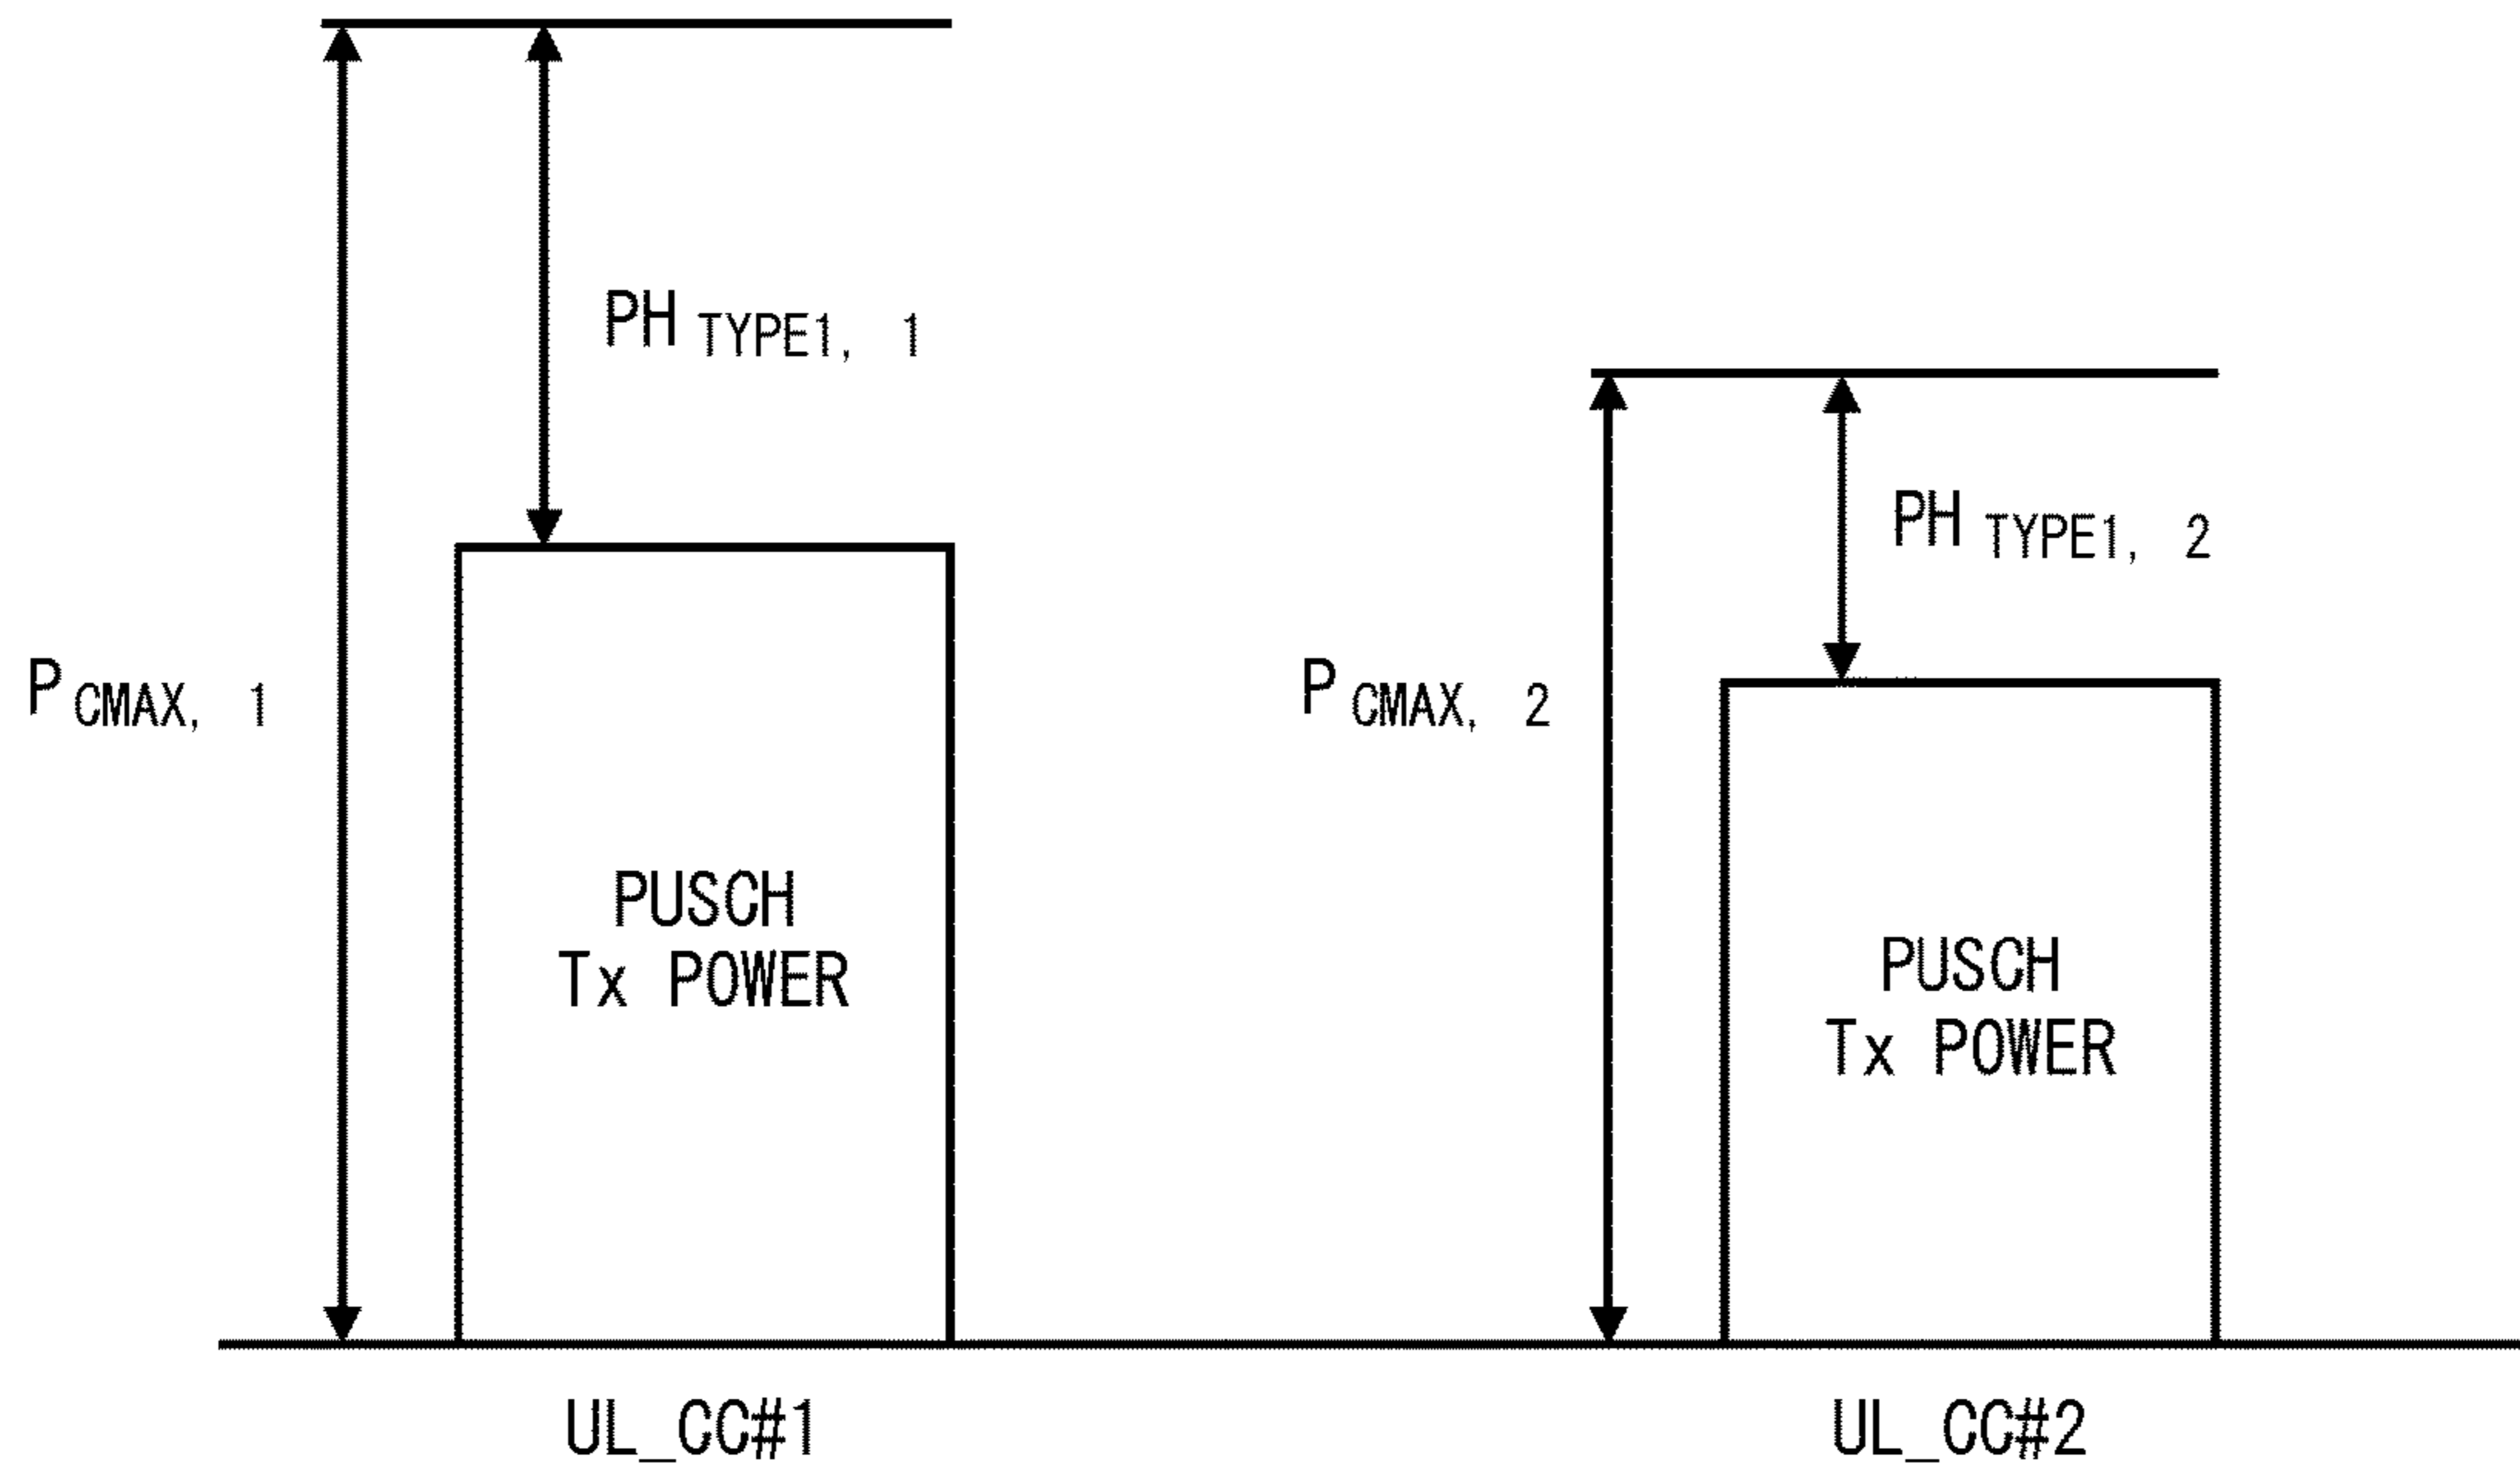 PH TYPE1, 1
PH TYPE1, 2
P CMAX, 1
P CMAX, 2
PUSCH
Tx POWER
PUSCH
Tx POWER
UL_CC#1
UL_CC#2